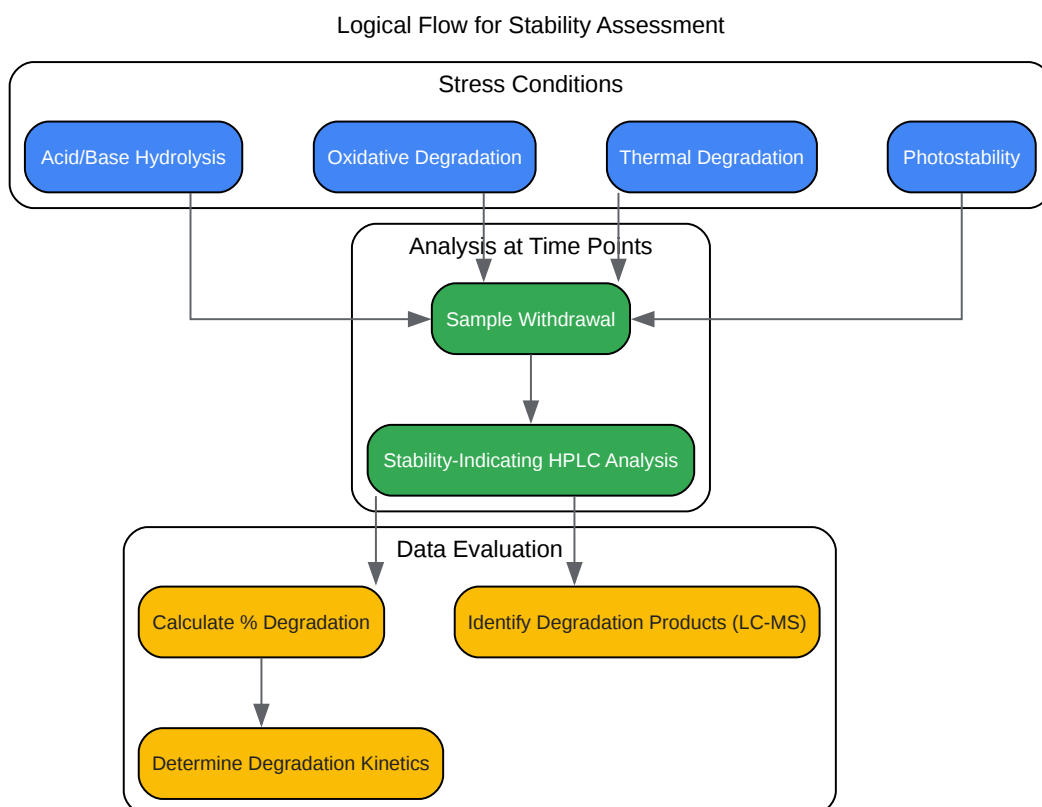 Logical Flow for Stability Assessment
Stress Conditions
Acid/Base Hydrolysis
Oxidative Degradation
Thermal Degradation
Photostability
Analysis at Time Points
Sample Withdrawal
Stability-Indicating HPLC Analysis
Data Evaluation
Calculate % Degradation
Identify Degradation Products (LC-MS)
Determine Degradation Kinetics